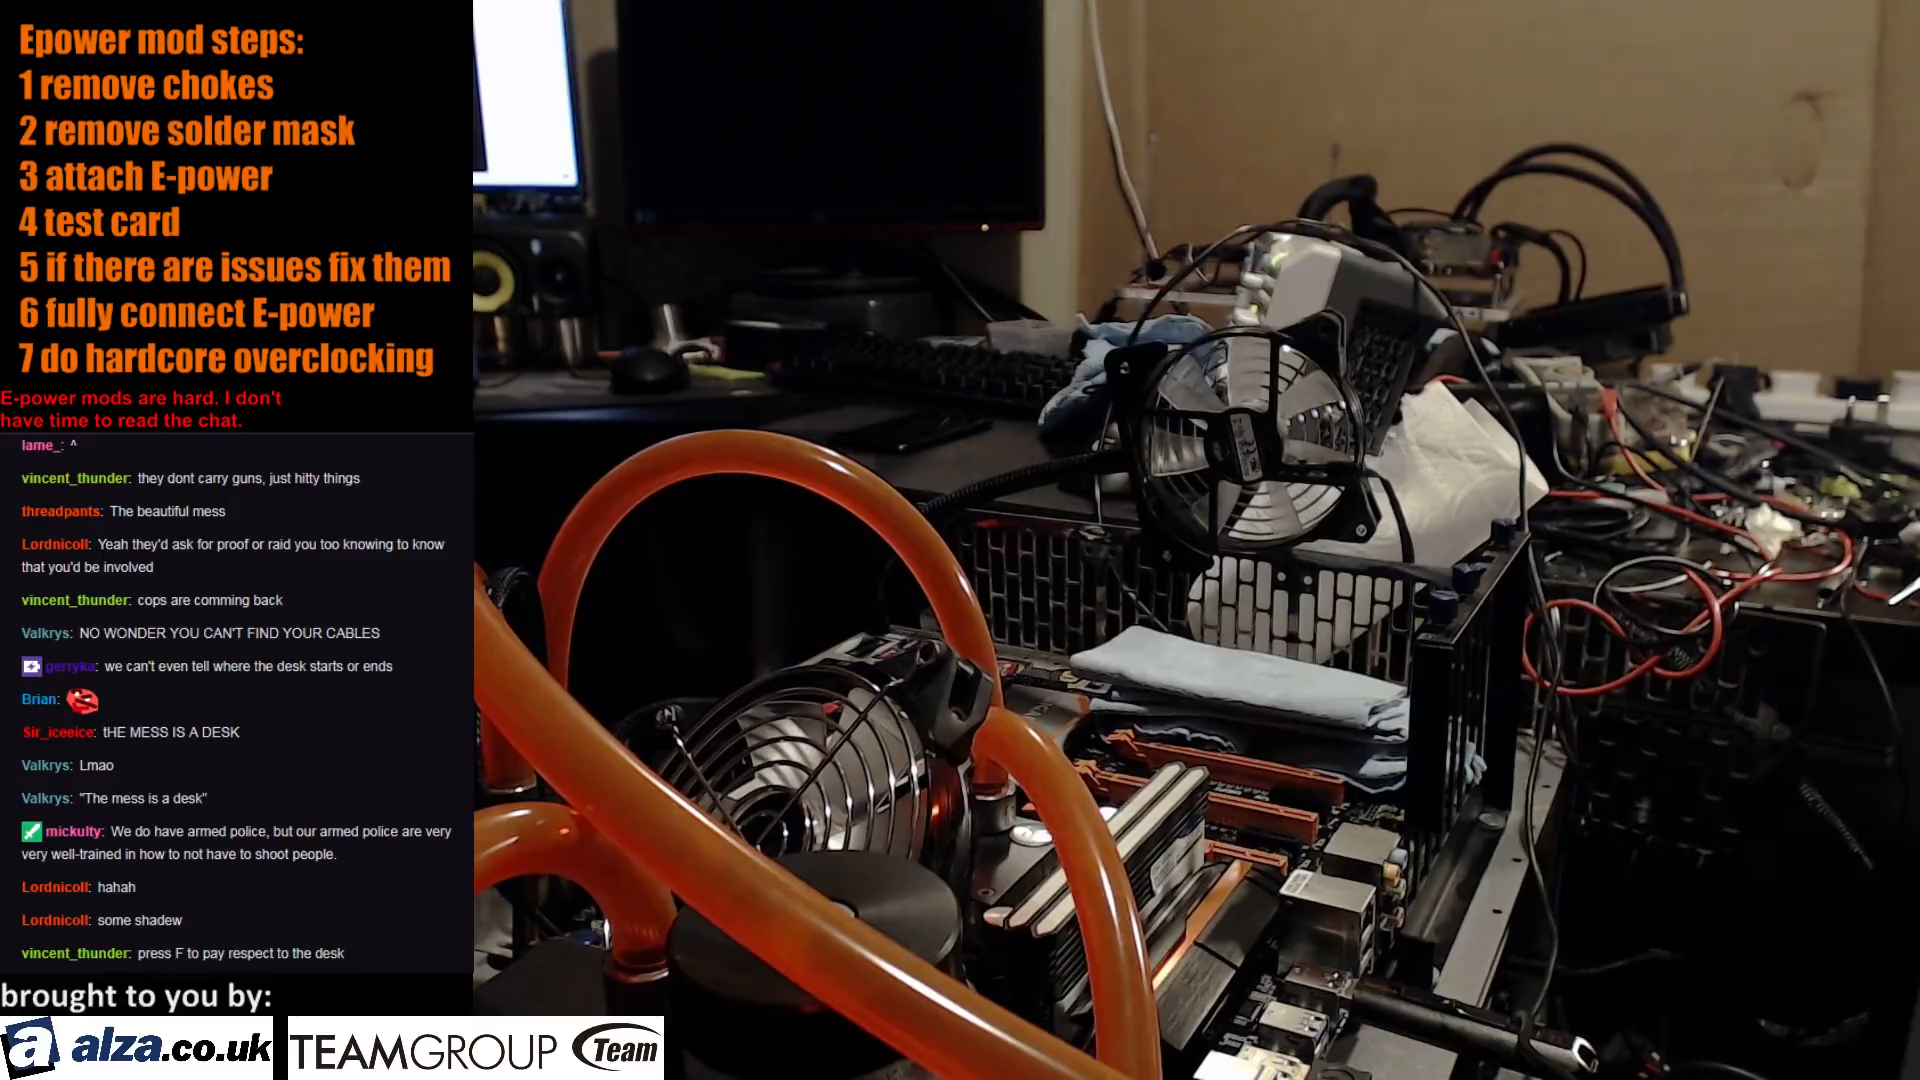 Epower mod steps:
1 remove chokes
2 remove solder mask
3 attach E-power
4 test card
5 if there are issues fix them
6 fully connect E-power
7 do hardcore overclocking
E-power mods are hard. I don't
have time to read the chat.
lame_: ^
vincent_thunder: they dont carry guns, just hitty things
threadpants: The beautiful mess
Lordnicoll: Yeah they'd ask for proof or raid you too knowing to know
that you'd be involved
vincent_thunder: cops are comming back
Valkrys: NO WONDER YOU CAN'T FIND YOUR CABLES
gerryka: we can't even tell where the desk starts or ends
Brian:
Sir_iceeice: tHE MESS IS A DESK
Valkrys: Lmao
Valkrys: "The mess is a desk"
mickulty: We do have armed police, but our armed police are very
very well-trained in how to not have to shoot people.
Lordnicoll: hahah
Lordnicoll: some shadew
vincent_thunder: press F to pay respect to the desk
brought to you by:
a alza.co.uk TEAMGROUP Team